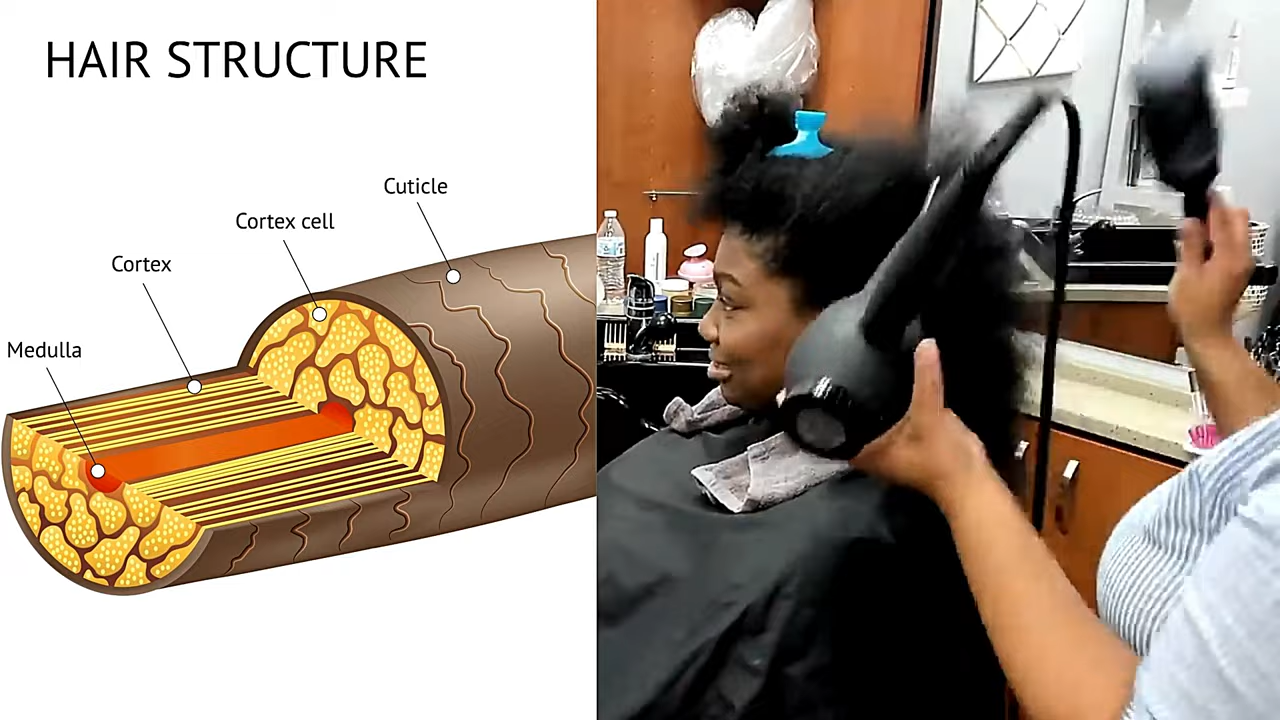 HAIR STRUCTURE
Cuticle
Cortex cell
Cortex
Medulla